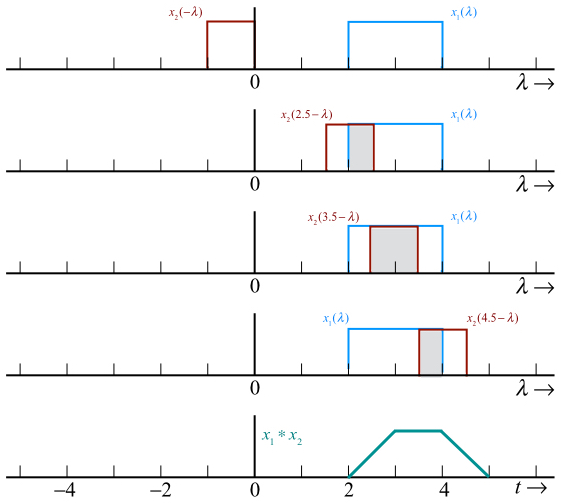 x₂(−λ) x₁(λ)
0 λ →
x₂(2.5−λ) x₁(λ)
0 λ →
x₂(3.5−λ) x₁(λ)
0 λ →
x₁(λ) x₂(4.5−λ)
0 λ →
x₁ * x₂
−4 −2 0 2 4 t →